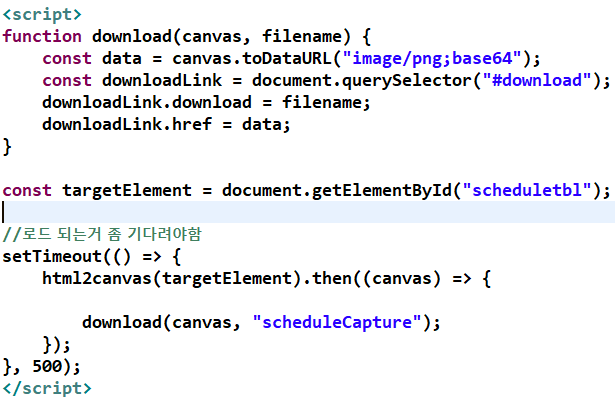 <script>
function download(canvas, filename) {
    const data = canvas.toDataURL("image/png;base64");
    const downloadLink = document.querySelector("#download");
    downloadLink.download = filename;
    downloadLink.href = data;
}

const targetElement = document.getElementById("scheduletbl");

//로드 되는거 좀 기다려야함
setTimeout(() => {
    html2canvas(targetElement).then((canvas) => {

        download(canvas, "scheduleCapture");
    });
}, 500);
</script>